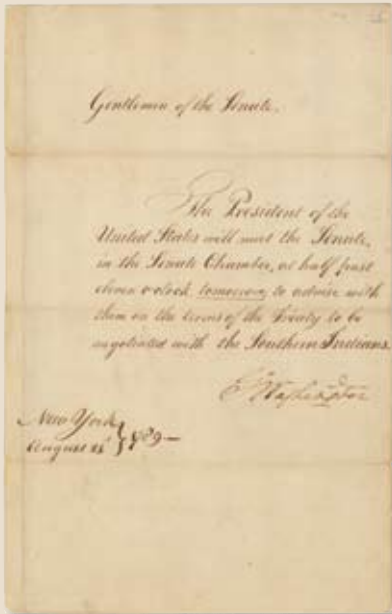 Gentlemen of the Senate.
The President of the
United States will meet the Senate,
in the Senate Chamber, at half past
eleven o'clock, tomorrow, to advise with
them on the terms of the Treaty to be
negotiated with the Southern Indians.
G. Washington
New York
August 21st } 1789 —